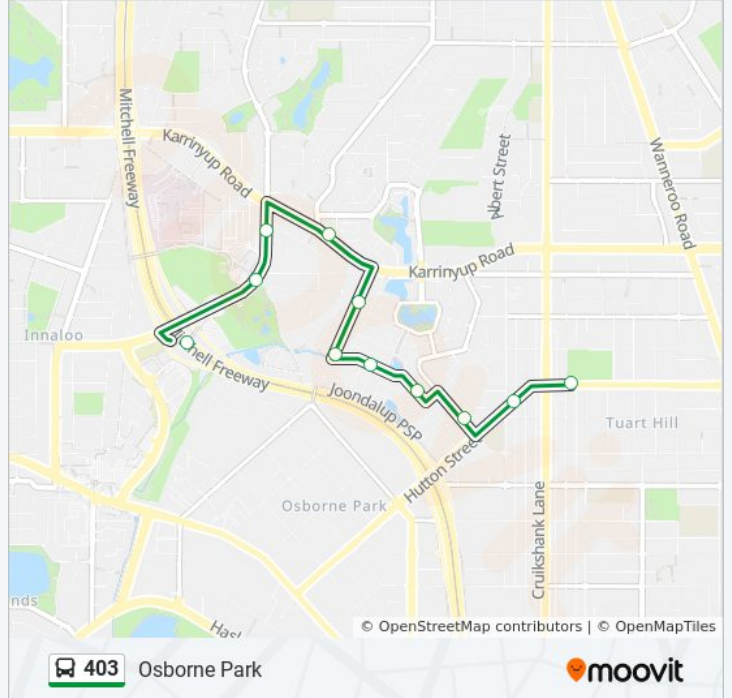 Mitchell Freeway
Karrinyup Road
Albert Street
Wanneroo Road
Karrinyup Road
Innaloo
Mitchell Freeway
Joondalup PSP
Tuart Hill
Hutton Street
Osborne Park
Cruikshank Lane
nds
Hasl
© OpenStreetMap contributors | © OpenMapTiles
403 Osborne Park
moovit